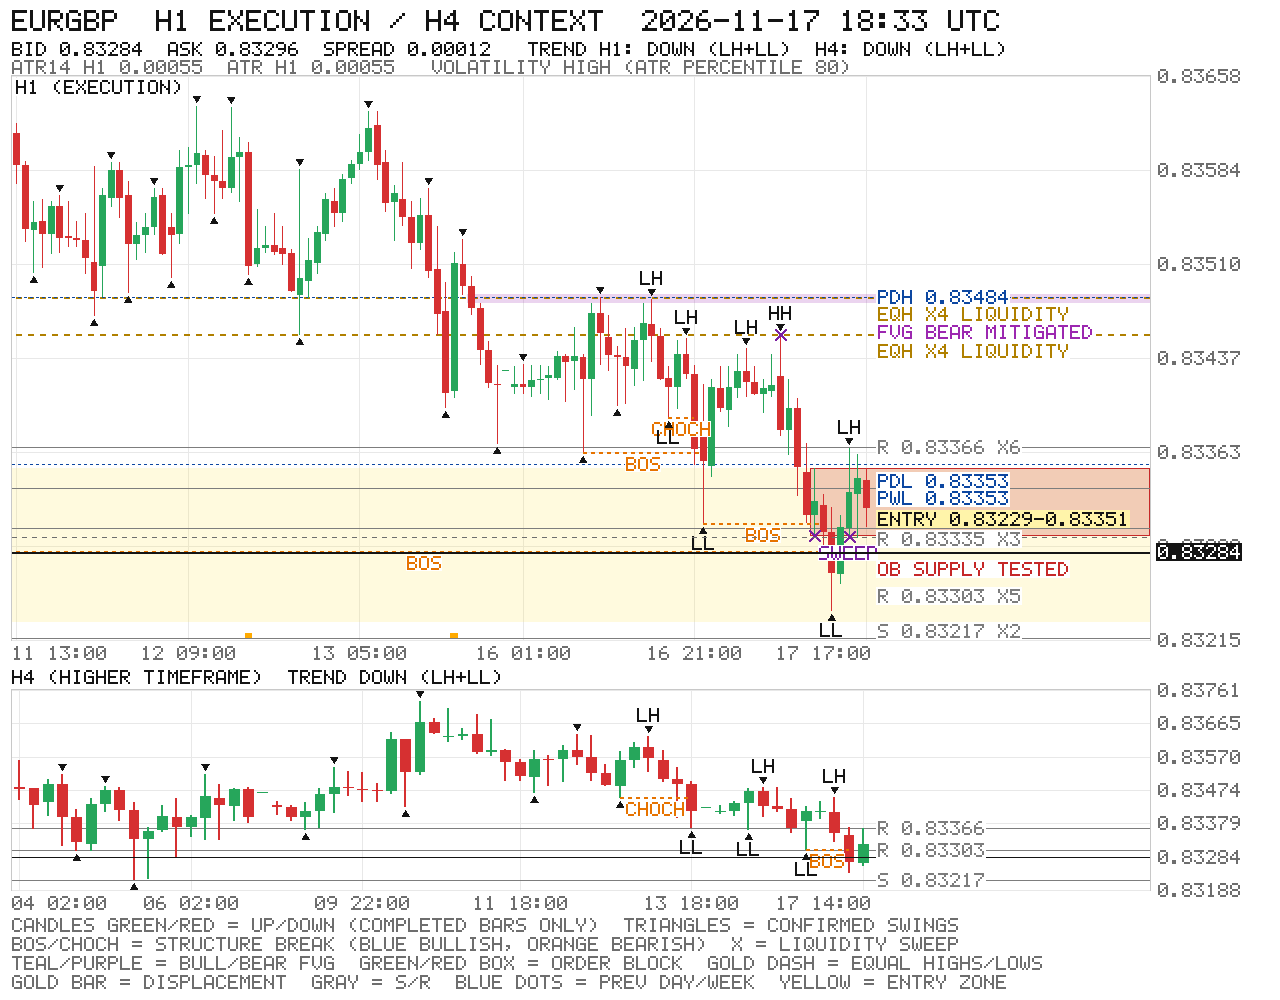 EURGBP  H1 EXECUTION / H4 CONTEXT  2026-11-17 18:33 UTC
BID 0.83284  ASK 0.83296  SPREAD 0.00012  TREND H1: DOWN (LH+LL)  H4: DOWN (LH+LL)
ATR14 H1 0.00055  ATR H1 0.00055  VOLATILITY HIGH (ATR PERCENTILE 80)
0.83658
H1 (EXECUTION)
0.83584
0.83510
LH
PDH 0.83484
EQH X4 LIQUIDITY
LH
LH
HH
FVG BEAR MITIGATED
EQH X4 LIQUIDITY
0.83437
CHOCH
LL
LH
R 0.83366 X6
0.83363
BOS
PDL 0.83353
PWL 0.83353
ENTRY 0.83229-0.83351
BOS
LL
R 0.83335 X3
SWEEP
0.83284
BOS
OB SUPPLY TESTED
R 0.83303 X5
LL
S 0.83217 X2
0.83215
11 13:00
12 09:00
13 05:00
16 01:00
16 21:00
17 17:00
H4 (HIGHER TIMEFRAME)  TREND DOWN (LH+LL)
0.83761
LH
0.83665
0.83570
LH
LH
0.83474
CHOCH
0.83379
R 0.83366
LL
LL
R 0.83303
0.83284
BOS
LL
S 0.83217
0.83188
04 02:00
06 02:00
09 22:00
11 18:00
13 18:00
17 14:00
CANDLES GREEN/RED = UP/DOWN (COMPLETED BARS ONLY)  TRIANGLES = CONFIRMED SWINGS
BOS/CHOCH = STRUCTURE BREAK (BLUE BULLISH, ORANGE BEARISH)  X = LIQUIDITY SWEEP
TEAL/PURPLE = BULL/BEAR FVG  GREEN/RED BOX = ORDER BLOCK  GOLD DASH = EQUAL HIGHS/LOWS
GOLD BAR = DISPLACEMENT  GRAY = S/R  BLUE DOTS = PREV DAY/WEEK  YELLOW = ENTRY ZONE